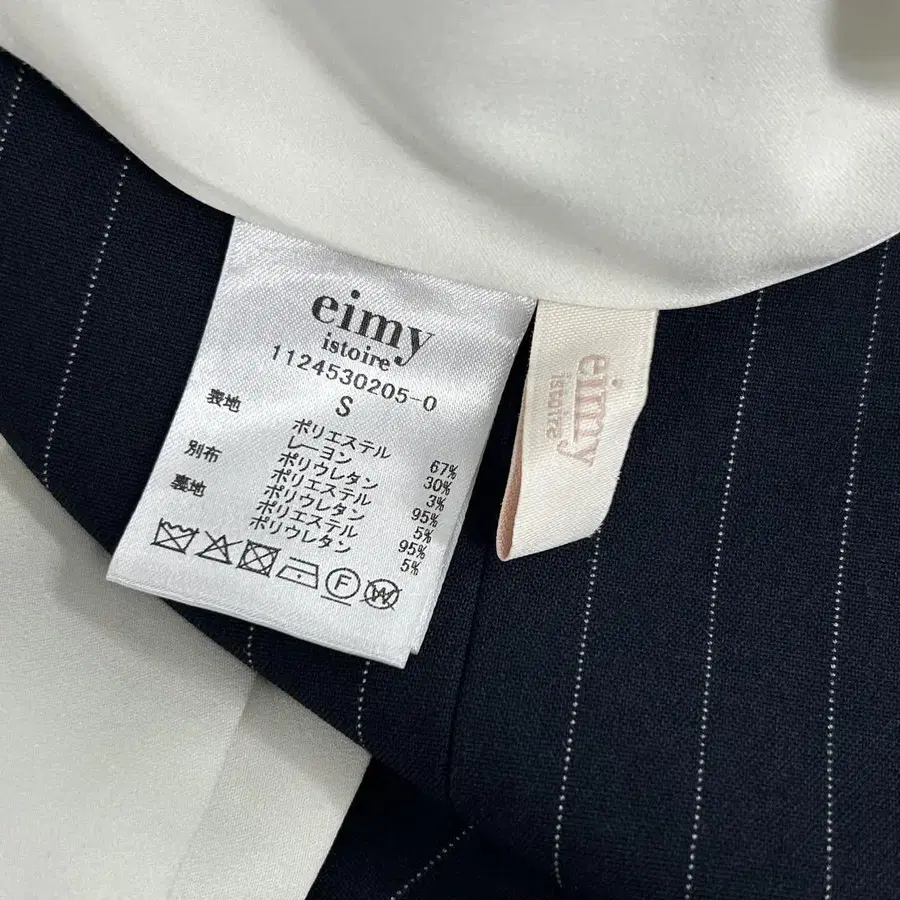 eimy
istoire
1124530205-0
S
表地 ポリエステル 67%
レーヨン 30%
ポリウレタン 3%
別布 ポリエステル 95%
ポリウレタン 5%
裏地 ポリエステル 95%
ポリウレタン 5%
F W
eimy
istoire